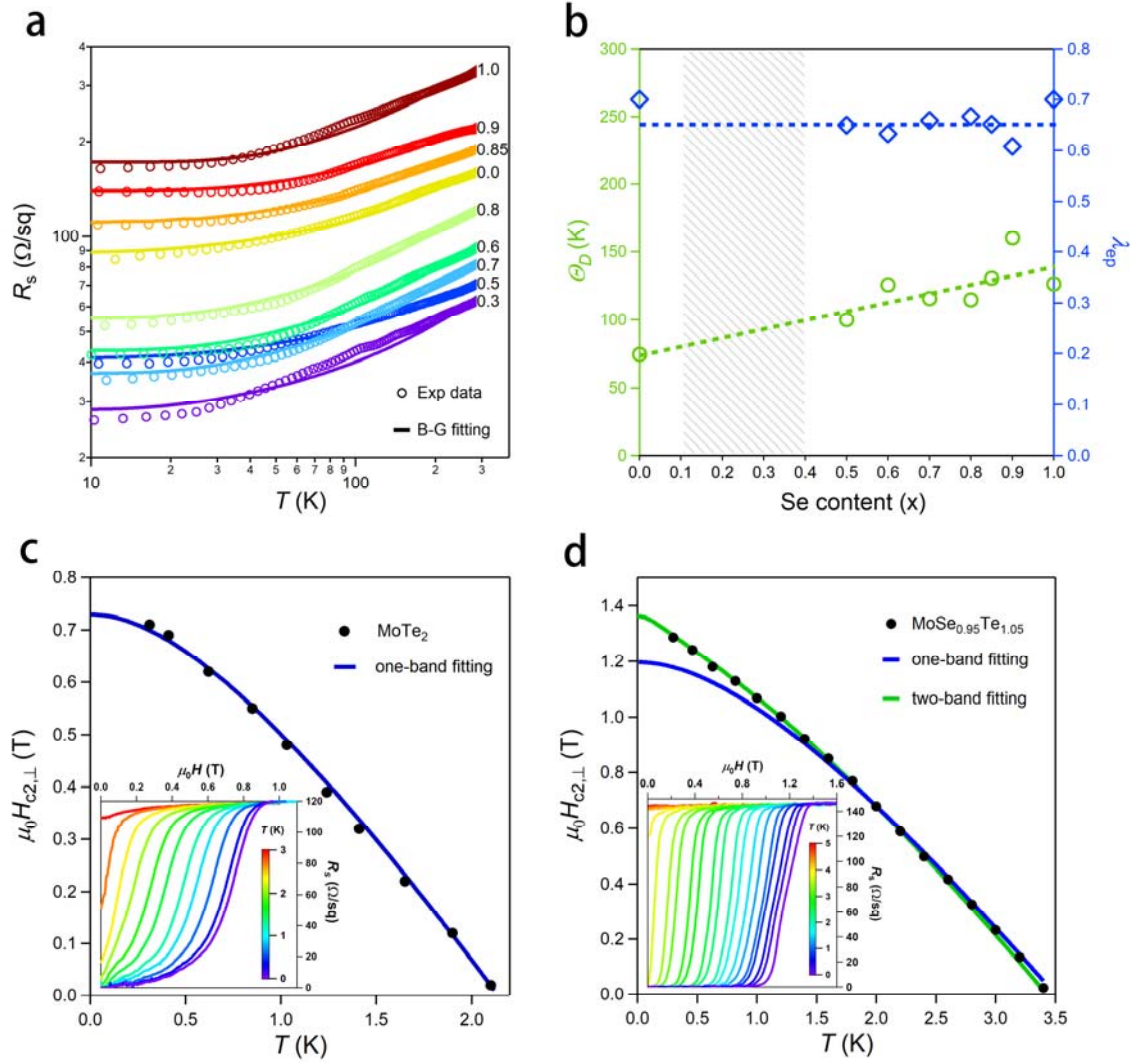 a
R_s (Ω/sq)
4
3
2
100
9
8
7
6
5
4
3
2
1.0
0.9
0.85
0.0
0.8
0.6
0.7
0.5
0.3
Exp data
B-G fitting
10 2 3 4 5 6 7 8 9 100 2 3
T (K)
b
Θ_D (K)
300
250
200
150
100
50
0
0.8
0.7
0.6
0.5
0.4
0.3
0.2
0.1
0.0
λ_ep
0.0 0.1 0.2 0.3 0.4 0.5 0.6 0.7 0.8 0.9 1.0
Se content (x)
c
μ₀H_c2,⊥ (T)
0.8
0.7
0.6
0.5
0.4
0.3
0.2
0.1
0.0
MoTe₂
one-band fitting
μ₀H (T)
0.0 0.2 0.4 0.6 0.8 1.0
T (K)
3
2
1
0
120
100
80
60
40
20
0
R_s (Ω/sq)
0.0 0.5 1.0 1.5 2.0
T (K)
d
μ₀H_c2,⊥ (T)
1.4
1.2
1.0
0.8
0.6
0.4
0.2
0.0
MoSe₀.₉₅Te₁.₀₅
one-band fitting
two-band fitting
μ₀H (T)
0.0 0.4 0.8 1.2 1.6
T (K)
5
4
3
2
1
0
140
120
100
80
60
40
20
0
R_s (Ω/sq)
0.0 0.5 1.0 1.5 2.0 2.5 3.0 3.5
T (K)